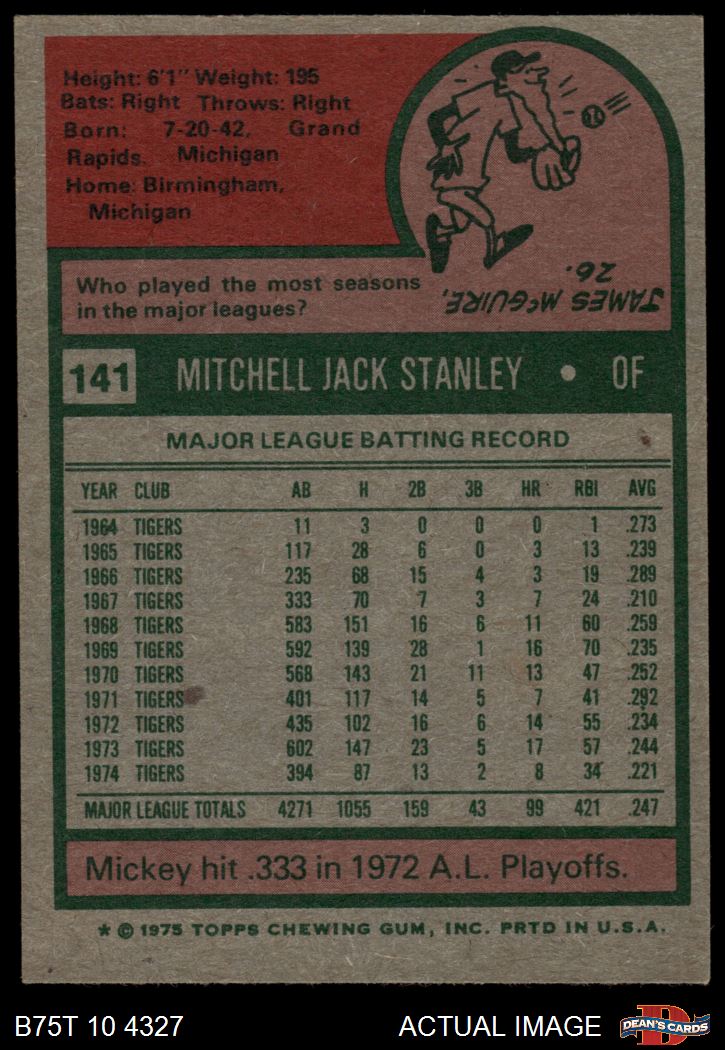 Height: 6'1" Weight: 195
Bats: Right Throws: Right
Born: 7-20-42, Grand
Rapids, Michigan
Home: Birmingham,
Michigan
Who played the most seasons
in the major leagues?
JAMES McGUIRE,
26.
141 MITCHELL JACK STANLEY • OF
MAJOR LEAGUE BATTING RECORD
YEAR CLUB AB H 2B 3B HR RBI AVG
1964 TIGERS 11 3 0 0 0 1 .273
1965 TIGERS 117 28 6 0 3 13 .239
1966 TIGERS 235 68 15 4 3 19 .289
1967 TIGERS 333 70 7 3 7 24 .210
1968 TIGERS 583 151 16 6 11 60 .259
1969 TIGERS 592 139 28 1 16 70 .235
1970 TIGERS 568 143 21 11 13 47 .252
1971 TIGERS 401 117 14 5 7 41 .292
1972 TIGERS 435 102 16 6 14 55 .234
1973 TIGERS 602 147 23 5 17 57 .244
1974 TIGERS 394 87 13 2 8 34 .221
MAJOR LEAGUE TOTALS 4271 1055 159 43 99 421 .247
Mickey hit .333 in 1972 A.L. Playoffs.
* © 1975 TOPPS CHEWING GUM, INC. PRTD IN U.S.A.
B75T 10 4327 ACTUAL IMAGE D DEAN'S CARDS